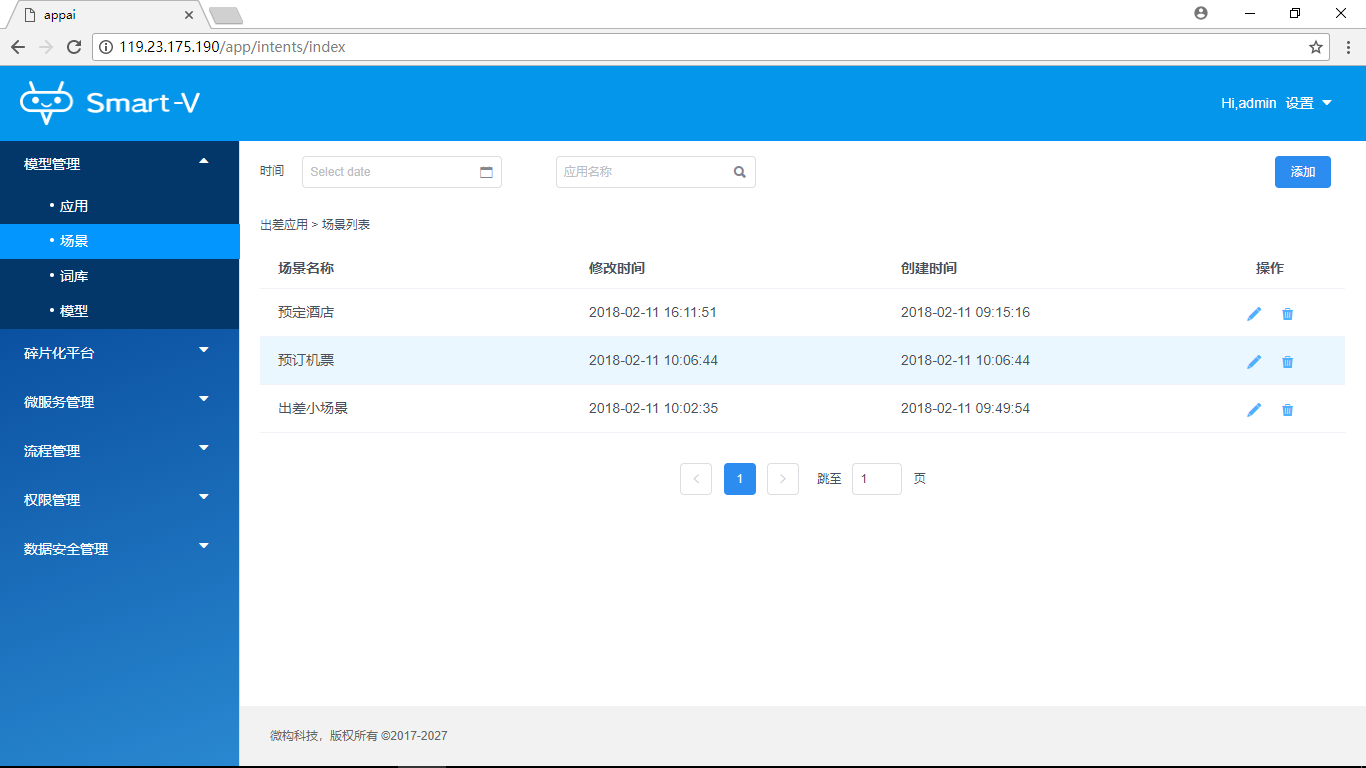 appai
119.23.175.190/app/intents/index
Smart-V
Hi,admin 设置
模型管理
• 应用
• 场景
• 词库
• 模型
碎片化平台
微服务管理
流程管理
权限管理
数据安全管理
时间 Select date 应用名称 添加
出差应用 > 场景列表
场景名称 修改时间 创建时间 操作
预定酒店 2018-02-11 16:11:51 2018-02-11 09:15:16
预订机票 2018-02-11 10:06:44 2018-02-11 10:06:44
出差小场景 2018-02-11 10:02:35 2018-02-11 09:49:54
< 1 > 跳至 1 页
微构科技，版权所有 ©2017-2027